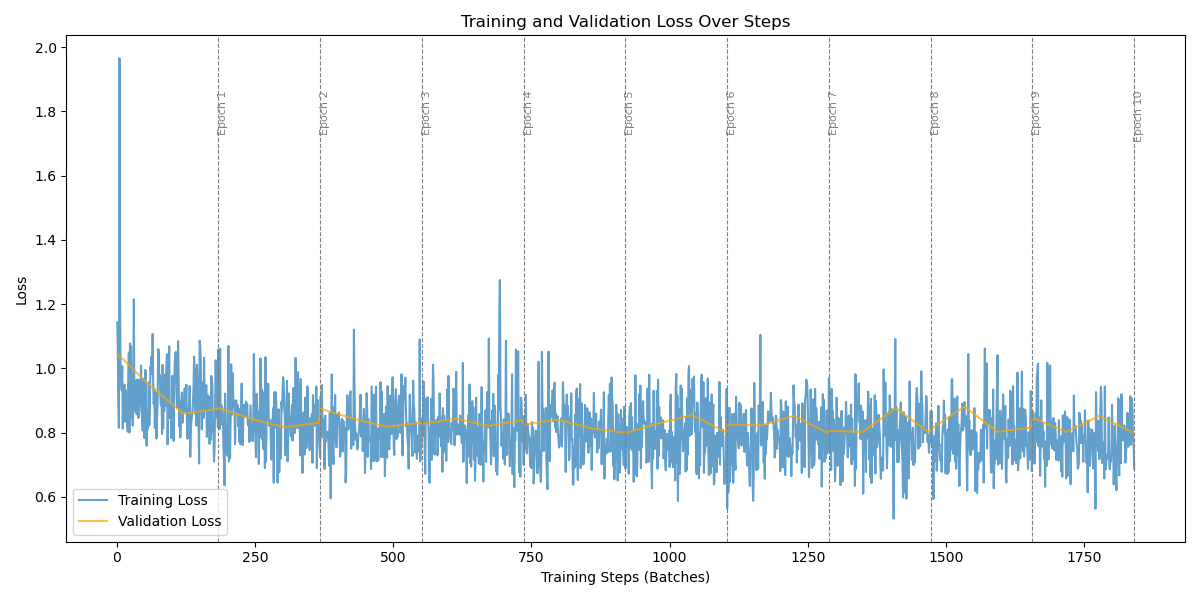 Training and Validation Loss Over Steps
2.0
1.8
1.6
1.4
1.2
1.0
0.8
0.6
Loss
Epoch 1
Epoch 2
Epoch 3
Epoch 4
Epoch 5
Epoch 6
Epoch 7
Epoch 8
Epoch 9
Epoch 10
Training Loss
Validation Loss
0 250 500 750 1000 1250 1500 1750
Training Steps (Batches)